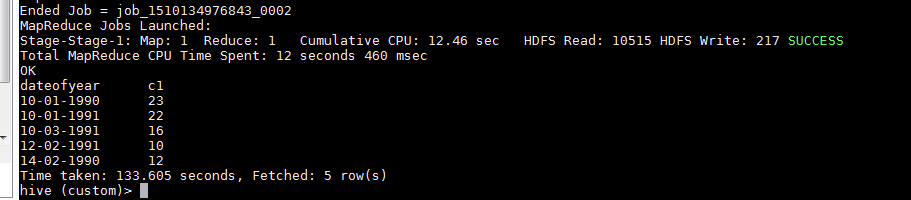 Ended Job = job_1510134976843_0002
MapReduce Jobs Launched:
Stage-Stage-1: Map: 1  Reduce: 1   Cumulative CPU: 12.46 sec   HDFS Read: 10515 HDFS Write: 217 SUCCESS
Total MapReduce CPU Time Spent: 12 seconds 460 msec
OK
dateofyear      c1
10-01-1990      23
10-01-1991      22
10-03-1991      16
12-02-1991      10
14-02-1990      12
Time taken: 133.605 seconds, Fetched: 5 row(s)
hive (custom)>